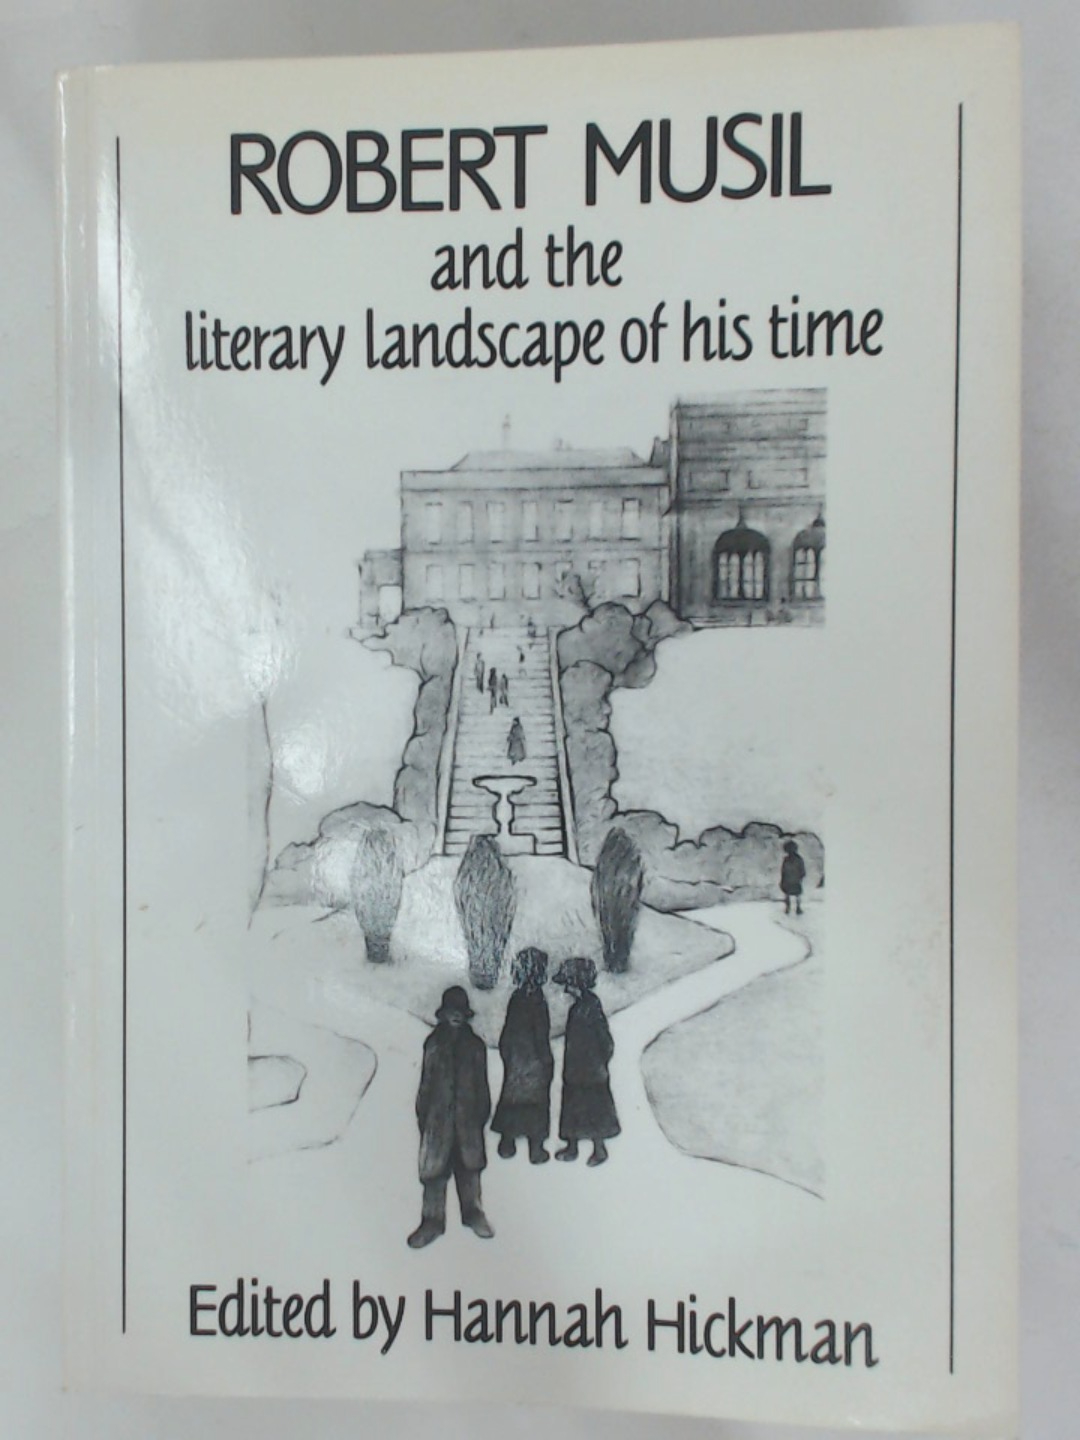 ROBERT MUSIL
and the
literary landscape of his time
Edited by Hannah Hickman